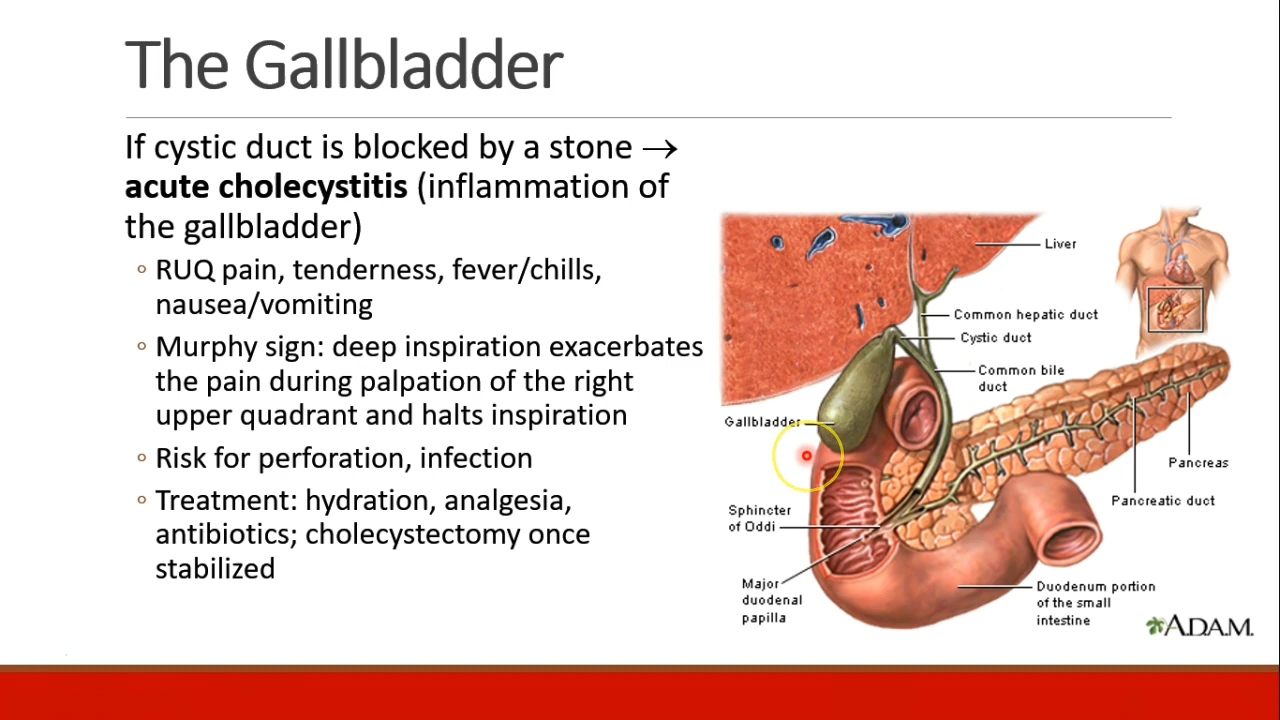 The Gallbladder
If cystic duct is blocked by a stone →
acute cholecystitis (inflammation of
the gallbladder)
◦ RUQ pain, tenderness, fever/chills,
nausea/vomiting
◦ Murphy sign: deep inspiration exacerbates
the pain during palpation of the right
upper quadrant and halts inspiration
◦ Risk for perforation, infection
◦ Treatment: hydration, analgesia,
antibiotics; cholecystectomy once
stabilized
Liver
Common hepatic duct
Cystic duct
Common bile
duct
Gallbladder
Pancreas
Pancreatic duct
Sphincter
of Oddi
Major
duodenal
papilla
Duodenum portion
of the small
intestine
A.D.A.M.